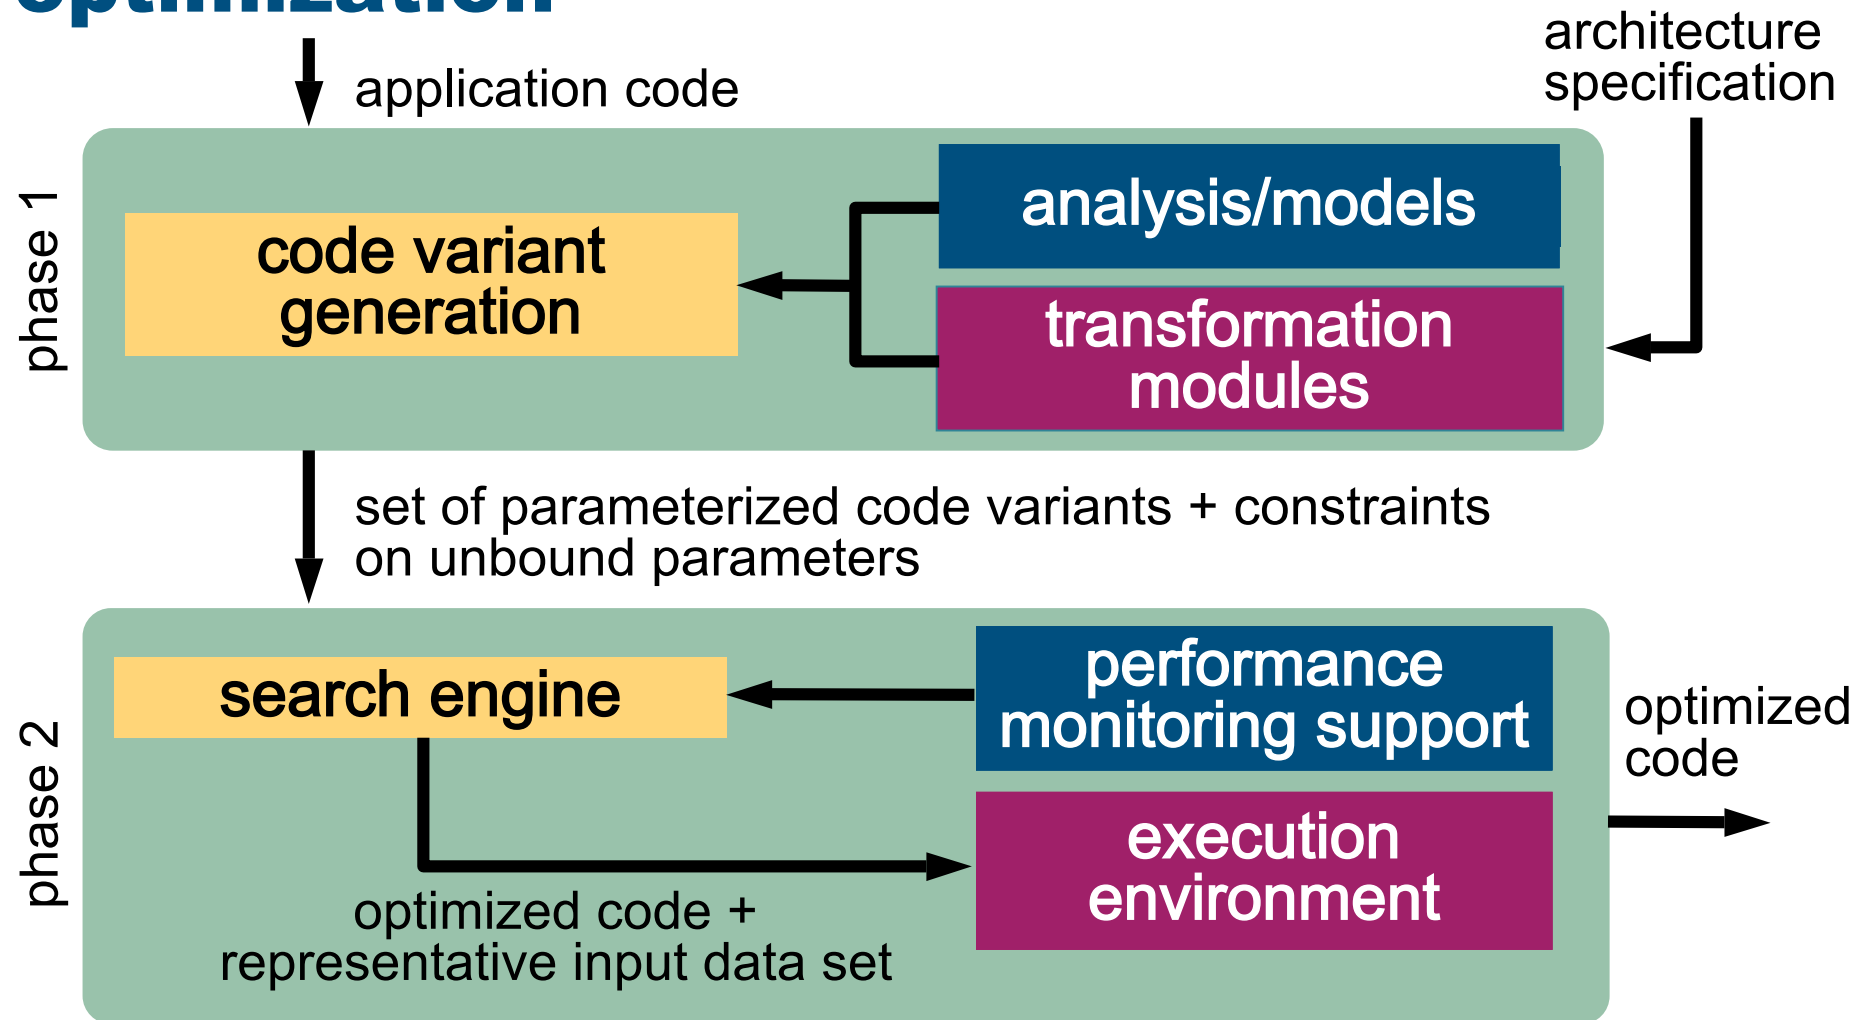 optimization
application code
architecture
specification
phase 1
code variant
generation
analysis/models
transformation
modules
set of parameterized code variants + constraints
on unbound parameters
phase 2
search engine
performance
monitoring support
execution
environment
optimized code +
representative input data set
optimized
code